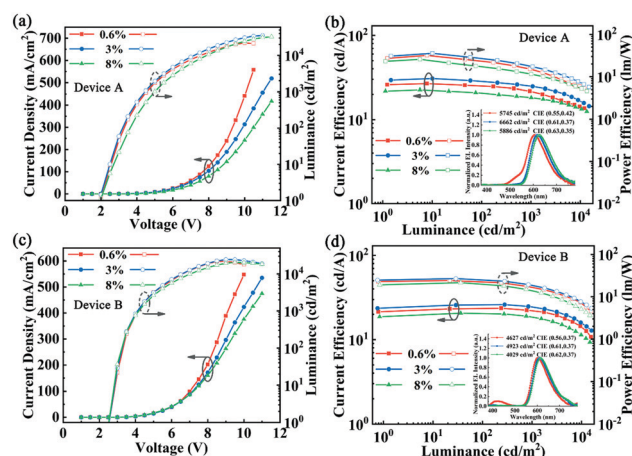 (a)
700
600
500
400
300
200
100
0
Current Density (mA/cm²)
0.6%
3%
8%
Device A
10⁴
10³
10²
10¹
10⁰
Luminance (cd/m²)
0 2 4 6 8 10 12
Voltage (V)
(b)
Device A
10²
10¹
10⁰
Current Efficiency (cd/A)
0.6%
3%
8%
5745 cd/m² CIE (0.55,0.42)
6662 cd/m² CIE (0.61,0.37)
5886 cd/m² CIE (0.63,0.35)
Normalized EL Intensity (a.u.)
400 500 600 700
Wavelength (nm)
10²
10¹
10⁰
10⁻¹
10⁻²
Power Efficiency (lm/W)
10⁰ 10¹ 10² 10³ 10⁴
Luminance (cd/m²)
(c)
600
500
400
300
200
100
0
Current Density (mA/cm²)
0.6%
3%
8%
Device B
10⁴
10³
10²
10¹
10⁰
Luminance (cd/m²)
0 2 4 6 8 10 12
Voltage (V)
(d)
Device B
10²
10¹
10⁰
Current Efficiency (cd/A)
0.6%
3%
8%
4627 cd/m² CIE (0.56,0.37)
4923 cd/m² CIE (0.61,0.37)
4029 cd/m² CIE (0.62,0.37)
Normalized EL Intensity (a.u.)
400 500 600 700
Wavelength (nm)
10²
10¹
10⁰
10⁻¹
10⁻²
Power Efficiency (lm/W)
10⁰ 10¹ 10² 10³ 10⁴
Luminance (cd/m²)